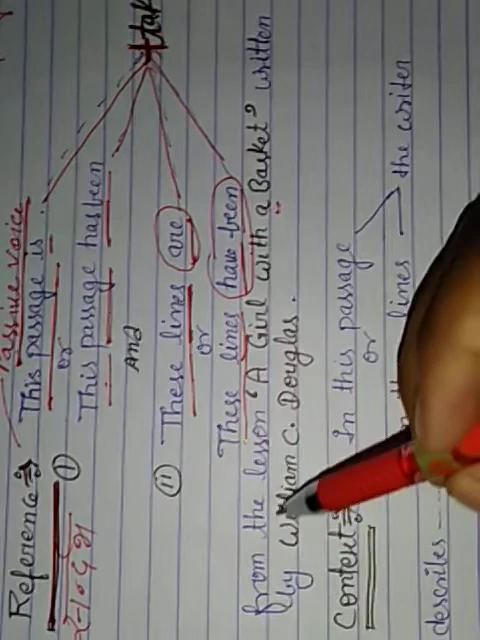 Passive voice
Reference ⇒ ① This passage is
or
This passage has been
And
ⓘⓘ These lines are
or
These lines have been
from the lesson "A Girl with a Basket" written
by William C. Douglas.
Context ⇒ In this passage
or
lines
the writer
describes ---